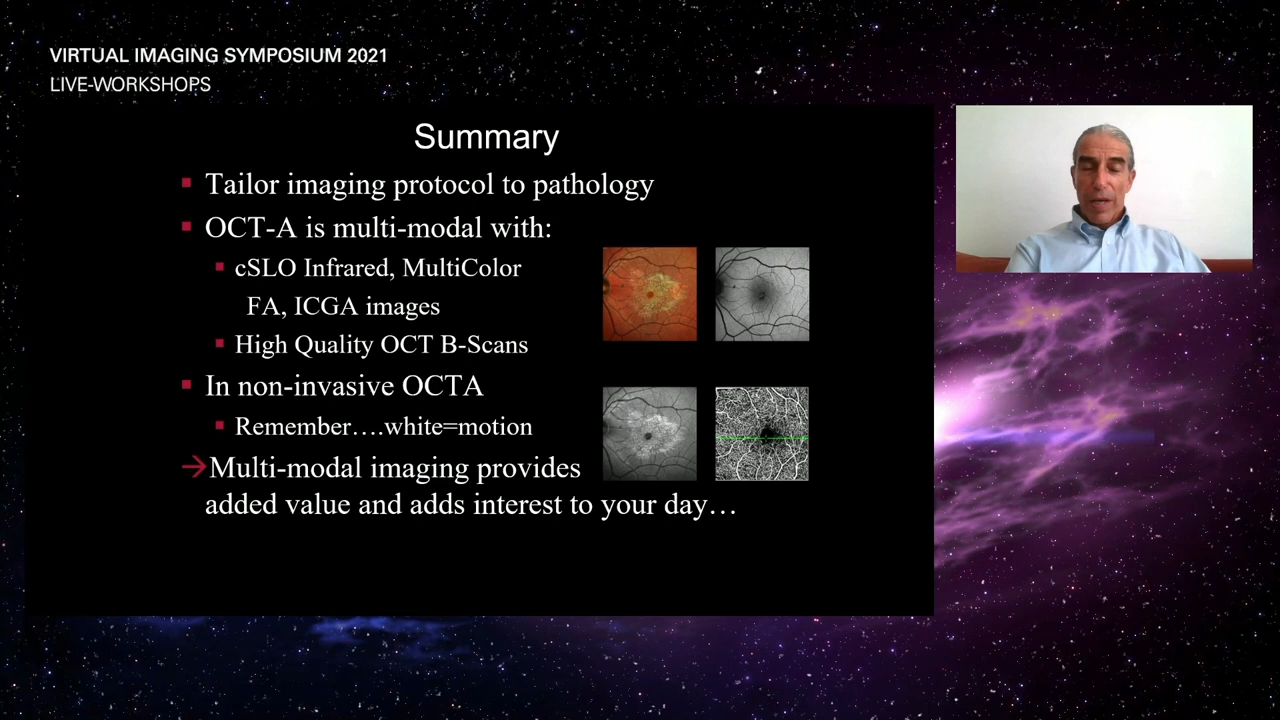 VIRTUAL IMAGING SYMPOSIUM 2021
LIVE-WORKSHOPS
Summary
Tailor imaging protocol to pathology
OCT-A is multi-modal with:
cSLO Infrared, MultiColor
FA, ICGA images
High Quality OCT B-Scans
In non-invasive OCTA
Remember….white=motion
→Multi-modal imaging provides
added value and adds interest to your day…